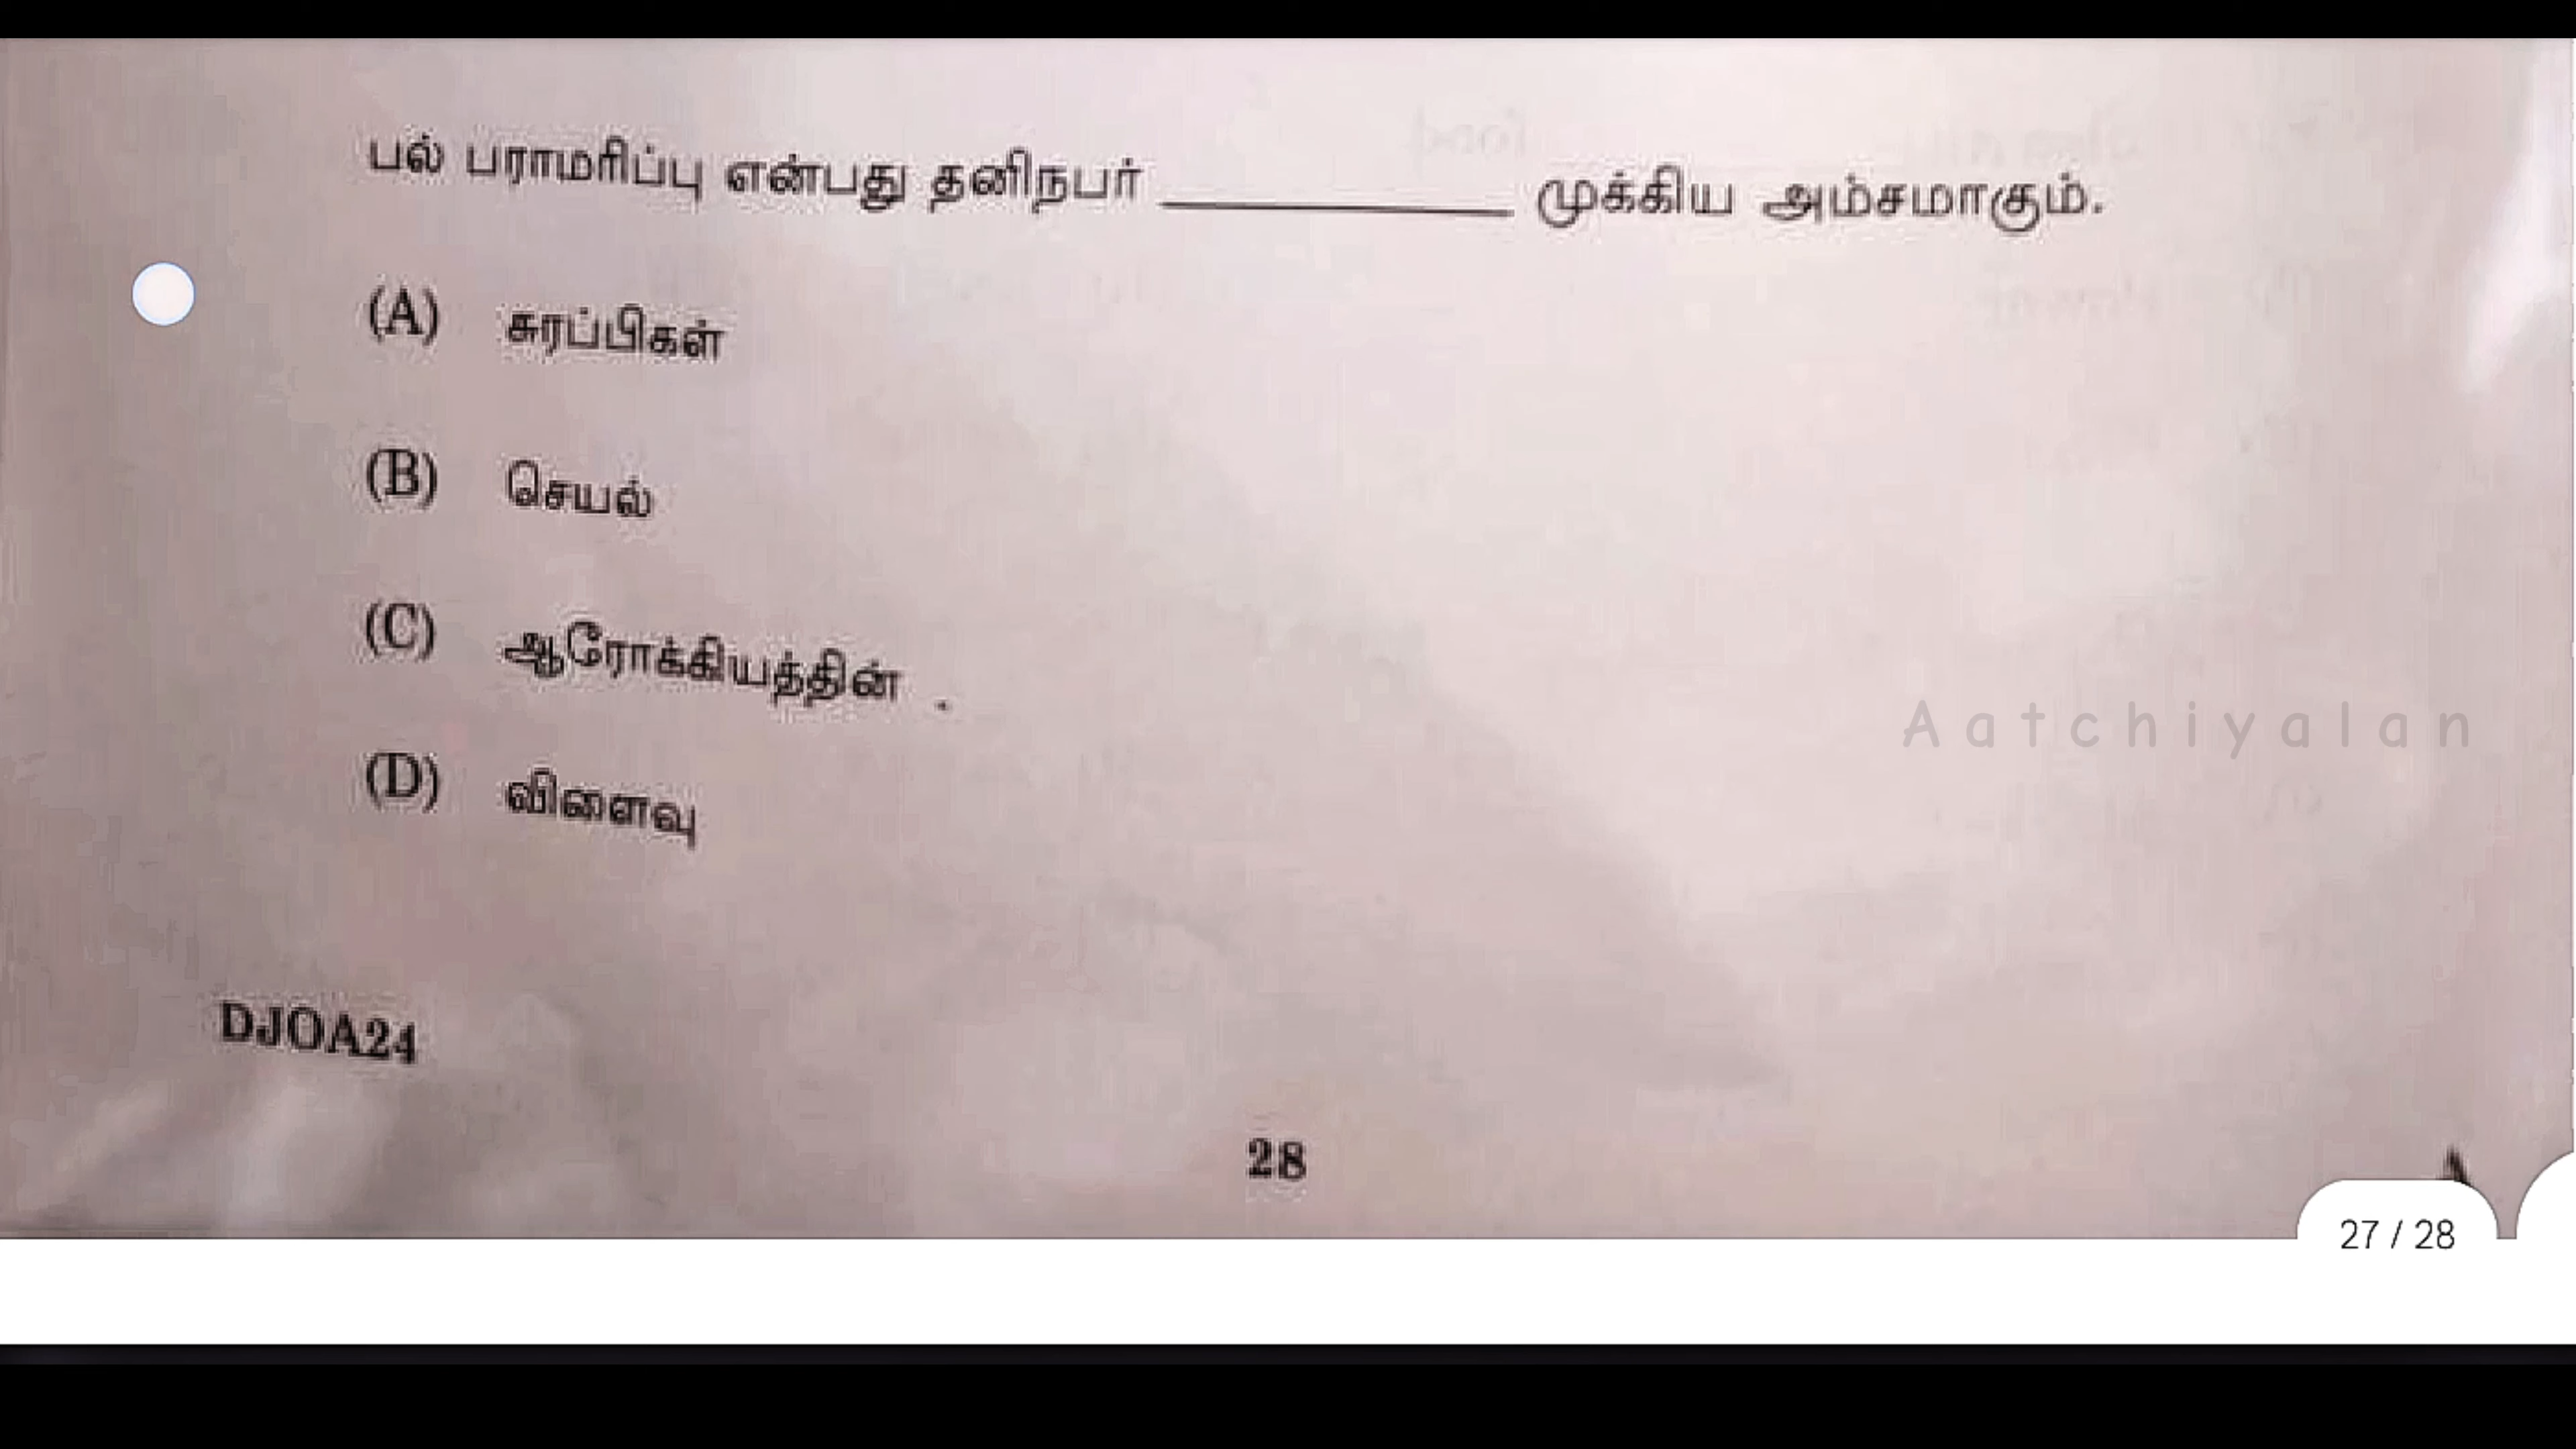 பல் பராமரிப்பு என்பது தனிநபர் __________ முக்கிய அம்சமாகும்.
(A) சுரப்பிகள்
(B) செயல்
(C) ஆரோக்கியத்தின்
(D) விளைவு
Aatchiyalan
DJOA24
28
27 / 28